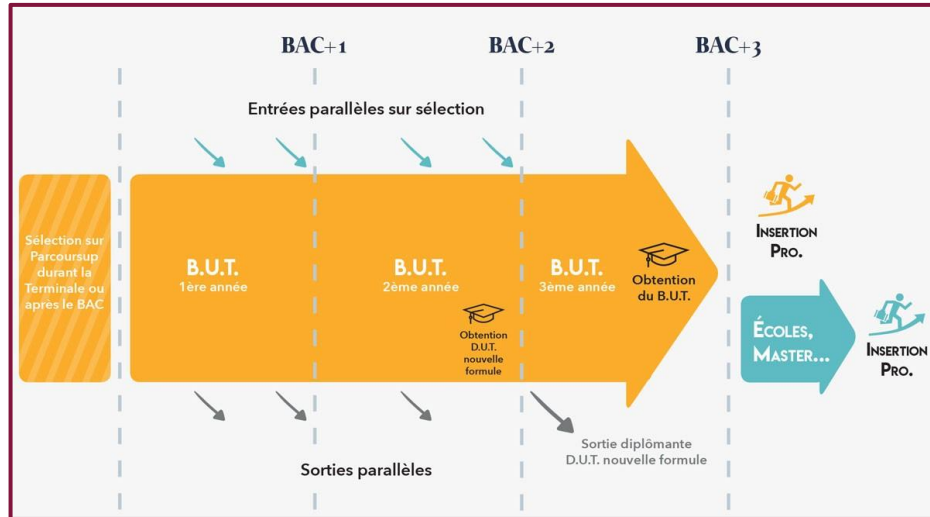 BAC+1
BAC+2
BAC+3
Entrées parallèles sur sélection
Sélection sur
Parcoursup
durant la
Terminale ou
après le BAC
B.U.T.
1ère année
B.U.T.
2ème année
Obtention
D.U.T.
nouvelle
formule
B.U.T.
3ème année
Obtention
du B.U.T.
INSERTION
PRO.
ÉCOLES,
MASTER...
INSERTION
PRO.
Sortie diplômante
D.U.T. nouvelle formule
Sorties parallèles